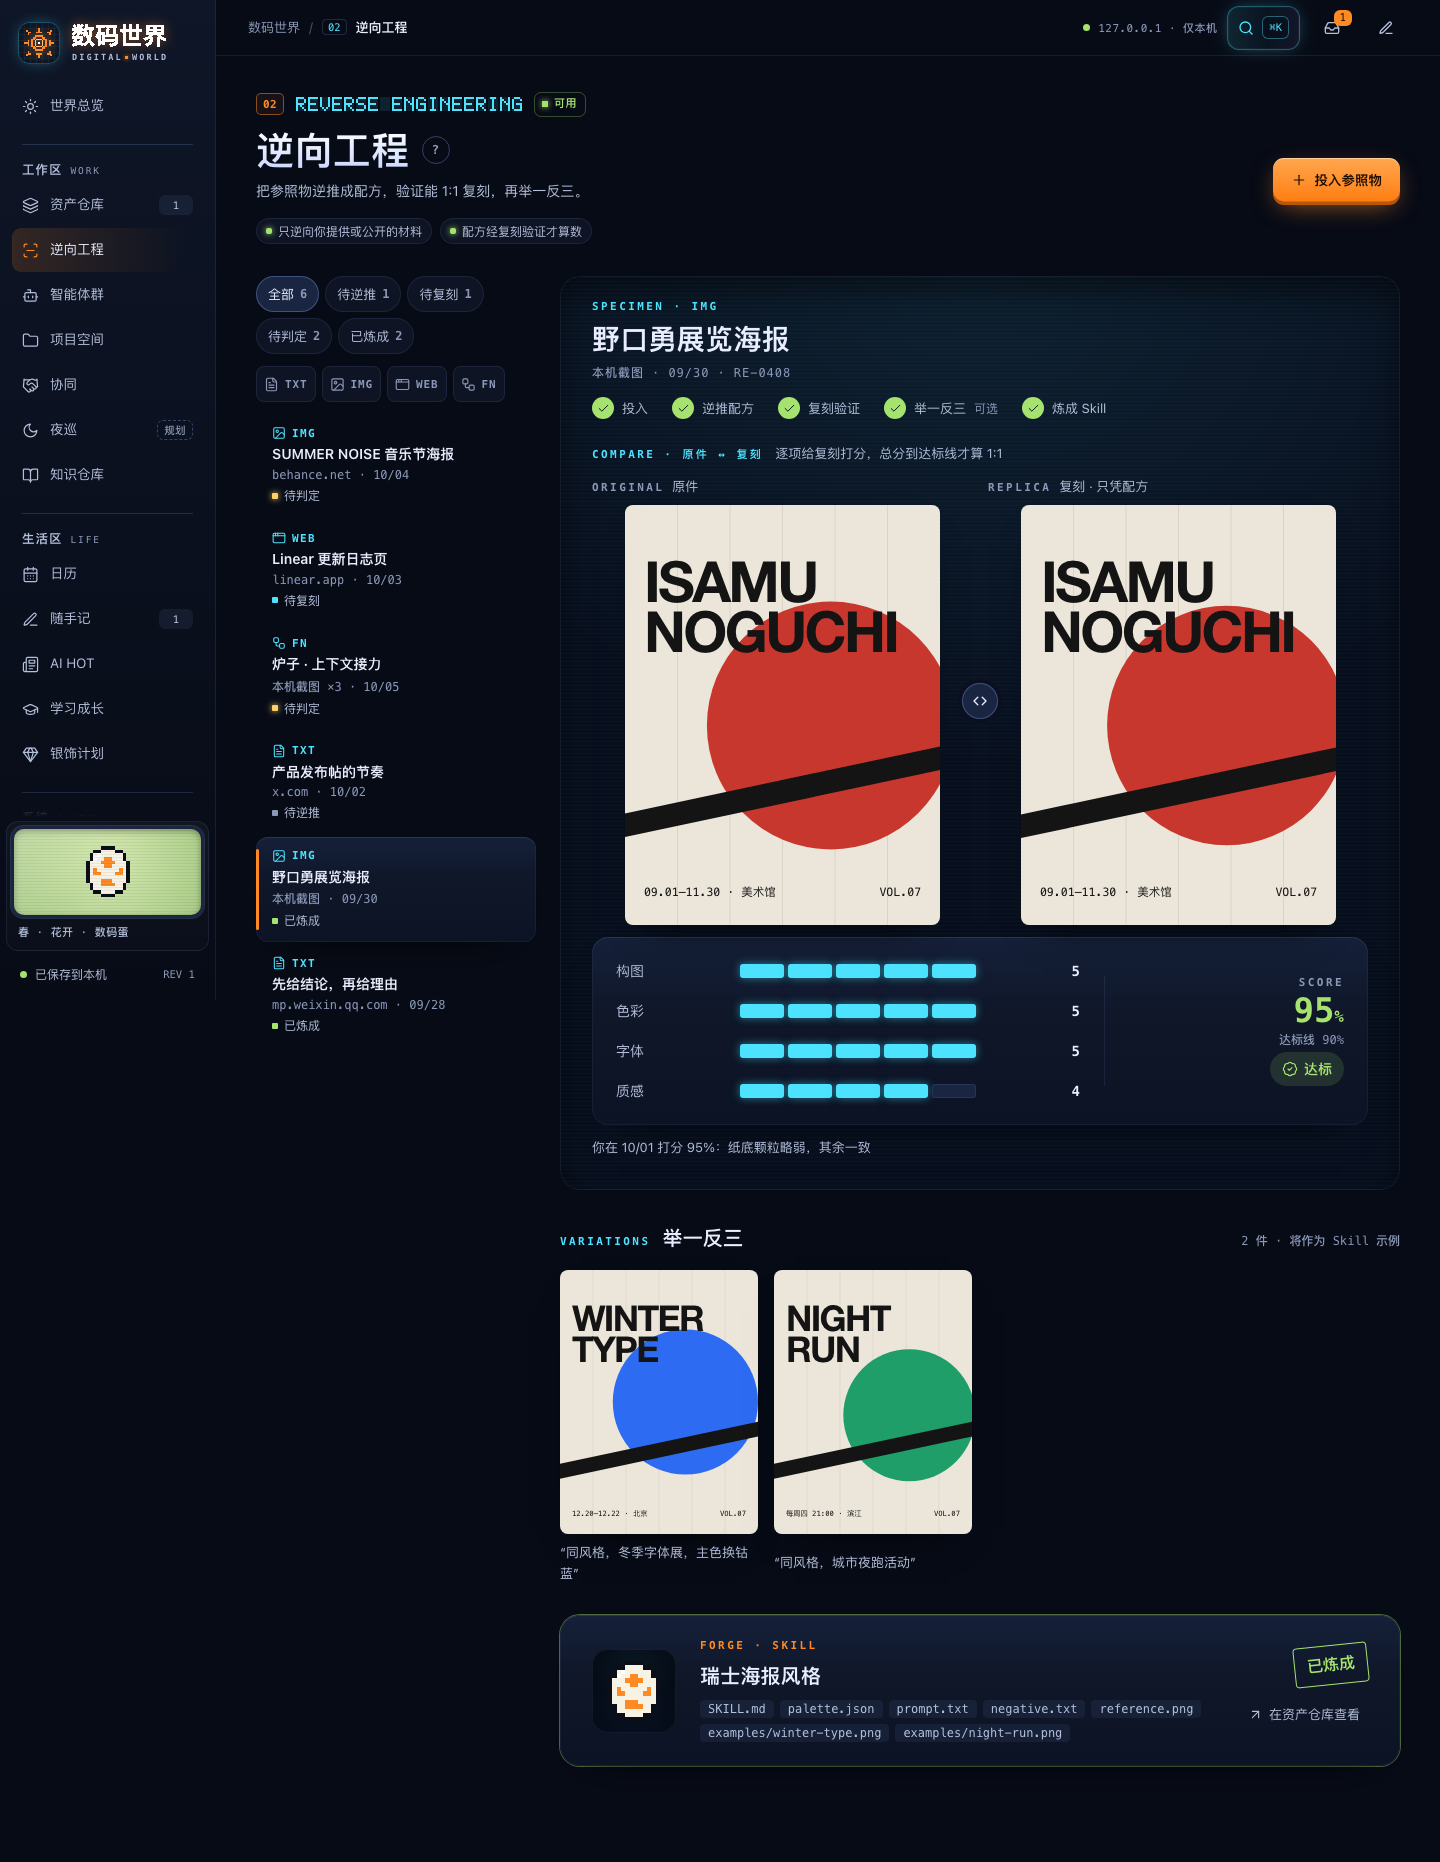 数码世界
DIGITAL WORLD
世界总览
工作区 WORK
资产仓库 1
逆向工程
智能体群
项目空间
协同
夜巡 规划
知识仓库
生活区 LIFE
日历
随手记 1
AI HOT
学习成长
银饰计划
春 · 花开 · 数码蛋
已保存到本机 REV 1
数码世界 / 02 逆向工程
127.0.0.1 · 仅本机
⌘K
1
02 REVERSE ENGINEERING 可用
逆向工程 ?
把参照物逆推成配方，验证能 1:1 复刻，再举一反三。
只逆向你提供或公开的材料 配方经复刻验证才算数
+ 投入参照物
全部 6 待逆推 1 待复刻 1
待判定 2 已炼成 2
TXT IMG WEB FN
IMG
SUMMER NOISE 音乐节海报
behance.net · 10/04
待判定
WEB
Linear 更新日志页
linear.app · 10/03
待复刻
FN
炉子 · 上下文接力
本机截图 ×3 · 10/05
待判定
TXT
产品发布帖的节奏
x.com · 10/02
待逆推
IMG
野口勇展览海报
本机截图 · 09/30
已炼成
TXT
先给结论，再给理由
mp.weixin.qq.com · 09/28
已炼成
SPECIMEN · IMG
野口勇展览海报
本机截图 · 09/30 · RE-0408
投入 逆推配方 复刻验证 举一反三 可选 炼成 Skill
COMPARE · 原件 ↔ 复刻 逐项给复刻打分，总分到达标线才算 1:1
ORIGINAL 原件
REPLICA 复刻 · 只凭配方
ISAMU
NOGUCHI
09.01—11.30 · 美术馆 VOL.07
ISAMU
NOGUCHI
09.01—11.30 · 美术馆 VOL.07
构图 5
色彩 5
字体 5
质感 4
SCORE
95%
达标线 90%
达标
你在 10/01 打分 95%：纸底颗粒略弱，其余一致
VARIATIONS 举一反三
2 件 · 将作为 Skill 示例
WINTER
TYPE
12.20—12.22 · 北京 VOL.07
“同风格，冬季字体展，主色换钴
蓝”
NIGHT
RUN
每周四 21:00 · 滨江 VOL.07
“同风格，城市夜跑活动”
FORGE · SKILL
瑞士海报风格
SKILL.md palette.json prompt.txt negative.txt reference.png
examples/winter-type.png examples/night-run.png
已炼成
在资产仓库查看